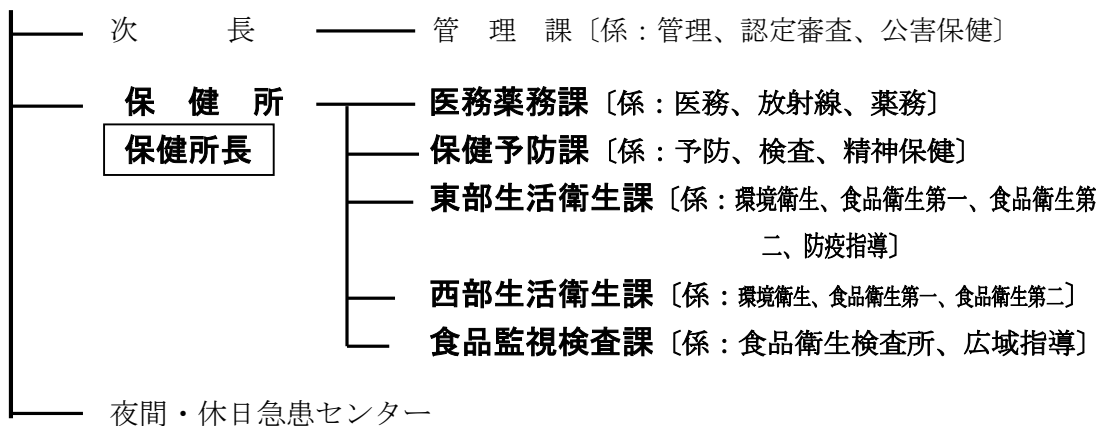 次　　長　管　理　課〔係：管理、認定審査、公害保健〕
保　健　所　医務薬務課〔係：医務、放射線、薬務〕
保健所長　保健予防課〔係：予防、検査、精神保健〕
東部生活衛生課〔係：環境衛生、食品衛生第一、食品衛生第
二、防疫指導〕
西部生活衛生課〔係：環境衛生、食品衛生第一、食品衛生第二〕
食品監視検査課〔係：食品衛生検査所、広域指導〕
夜間・休日急患センター